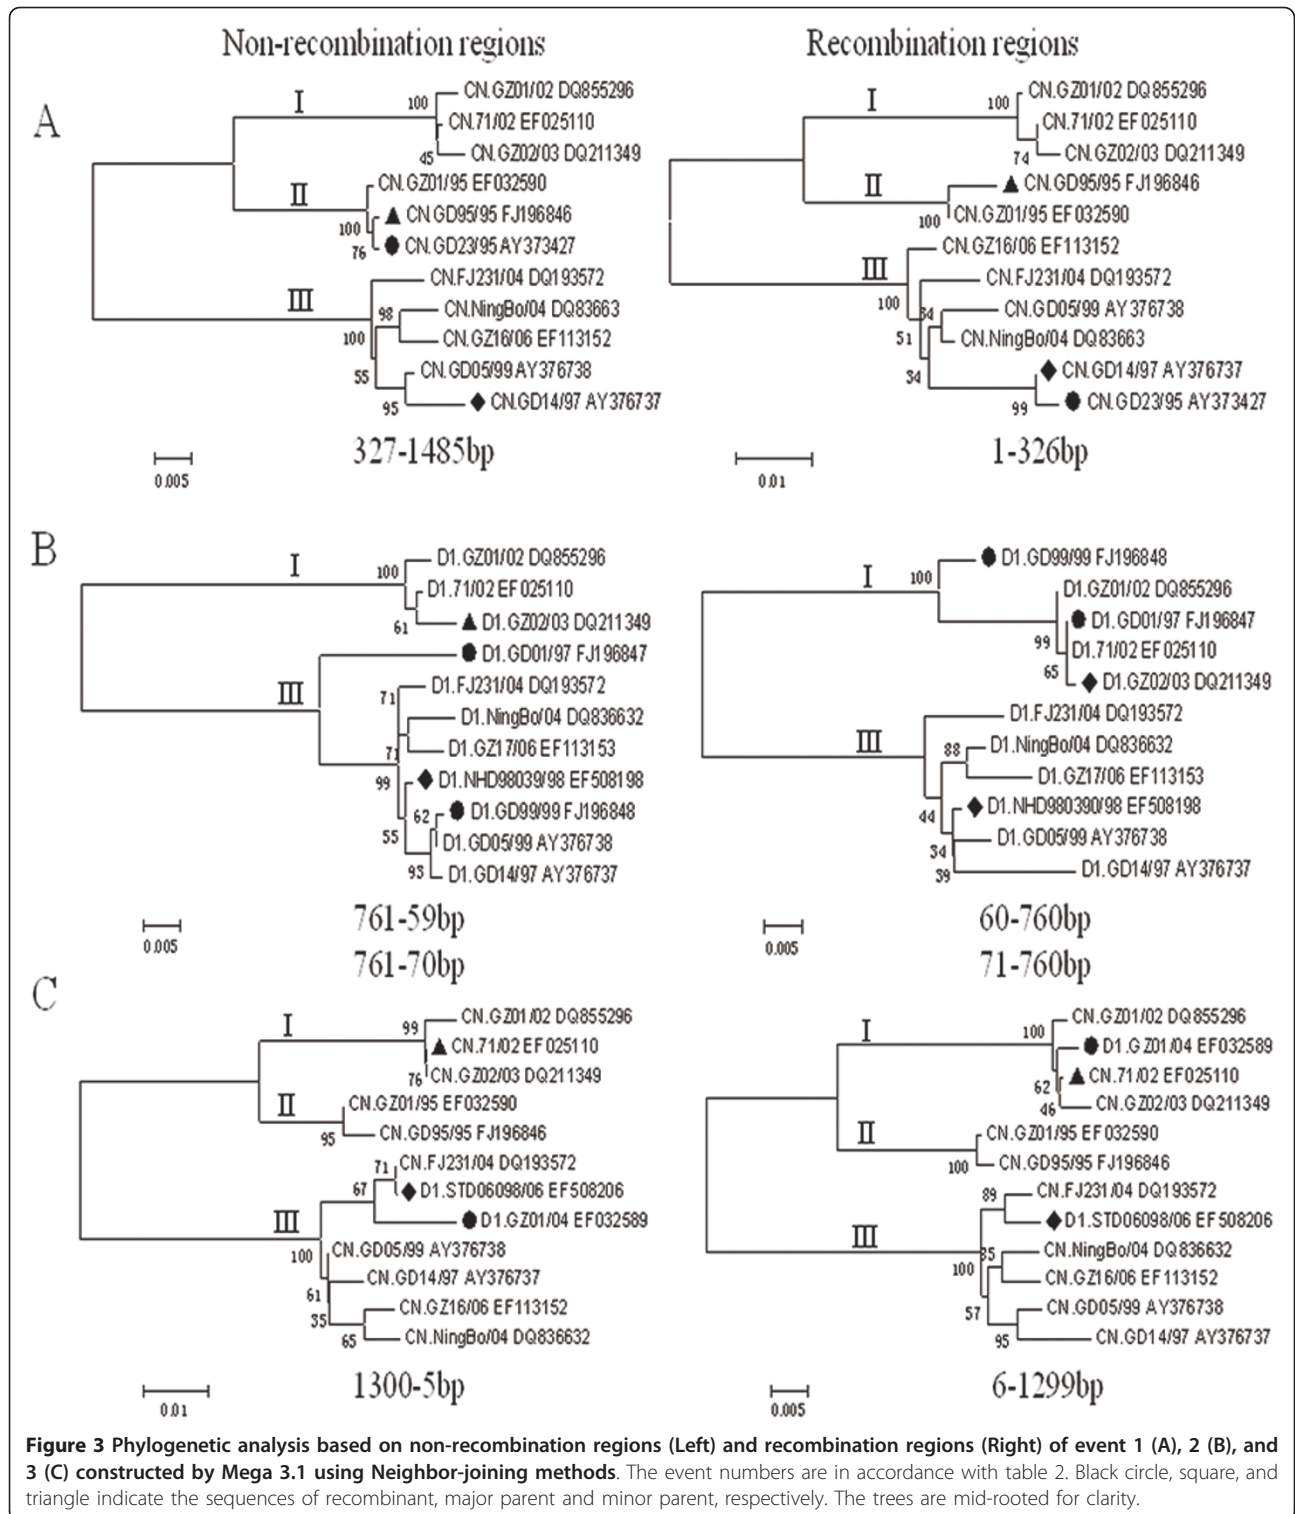 Non-recombination regions
Recombination regions
A
I
100
CN.GZ01/02 DQ855296
CN.71/02 EF025110
45
CN.GZ02/03 DQ211349
II
CN.GZ01/95 EF032590
100
CN.GD95/95 FJ196846
76
CN.GD23/95 AY373427
III
CN.FJ231/04 DQ193572
98
CN.NingBo/04 DQ83663
100
CN.GZ16/06 EF113152
55
CN.GD05/99 AY376738
95
CN.GD14/97 AY376737
0.005
327-1485bp
I
100
CN.GZ01/02 DQ855296
CN.71/02 EF025110
74
CN.GZ02/03 DQ211349
II
CN.GD95/95 FJ196846
100
CN.GZ01/95 EF032590
III
CN.GZ16/06 EF113152
100
CN.FJ231/04 DQ193572
34
CN.GD05/99 AY376738
51
CN.NingBo/04 DQ83663
34
CN.GD14/97 AY376737
99
CN.GD23/95 AY373427
0.01
1-326bp
B
I
100
D1.GZ01/02 DQ855296
D1.71/02 EF025110
61
D1.GZ02/03 DQ211349
D1.GD01/97 FJ196847
III
71
D1.FJ231/04 DQ193572
D1.NingBo/04 DQ836632
71
D1.GZ17/06 EF113153
99
D1.NHD98039/98 EF508198
62
D1.GD99/99 FJ196848
55
D1.GD05/99 AY376738
93
D1.GD14/97 AY376737
0.005
761-59bp
761-70bp
I
100
D1.GD99/99 FJ196848
D1.GZ01/02 DQ855296
D1.GD01/97 FJ196847
99
D1.71/02 EF025110
65
D1.GZ02/03 DQ211349
III
D1.FJ231/04 DQ193572
88
D1.NingBo/04 DQ836632
D1.GZ17/06 EF113153
44
D1.NHD980390/98 EF508198
34
D1.GD05/99 AY376738
39
D1.GD14/97 AY376737
0.005
60-760bp
71-760bp
C
I
99
CN.GZ01/02 DQ855296
CN.71/02 EF025110
76
CN.GZ02/03 DQ211349
II
CN.GZ01/95 EF032590
95
CN.GD95/95 FJ196846
71
CN.FJ231/04 DQ193572
67
D1.STD06098/06 EF508206
III
D1.GZ01/04 EF032589
100
CN.GD05/99 AY376738
61
CN.GD14/97 AY376737
35
CN.GZ16/06 EF113152
65
CN.NingBo/04 DQ836632
0.01
1300-5bp
I
100
CN.GZ01/02 DQ855296
D1.GZ01/04 EF032589
62
CN.71/02 EF025110
46
CN.GZ02/03 DQ211349
II
CN.GZ01/95 EF032590
100
CN.GD95/95 FJ196846
89
CN.FJ231/04 DQ193572
III
D1.STD06098/06 EF508206
35
CN.NingBo/04 DQ836632
100
CN.GZ16/06 EF113152
57
CN.GD05/99 AY376738
95
CN.GD14/97 AY376737
0.005
6-1299bp
Figure 3 Phylogenetic analysis based on non-recombination regions (Left) and recombination regions (Right) of event 1 (A), 2 (B), and
3 (C) constructed by Mega 3.1 using Neighbor-joining methods. The event numbers are in accordance with table 2. Black circle, square, and
triangle indicate the sequences of recombinant, major parent and minor parent, respectively. The trees are mid-rooted for clarity.